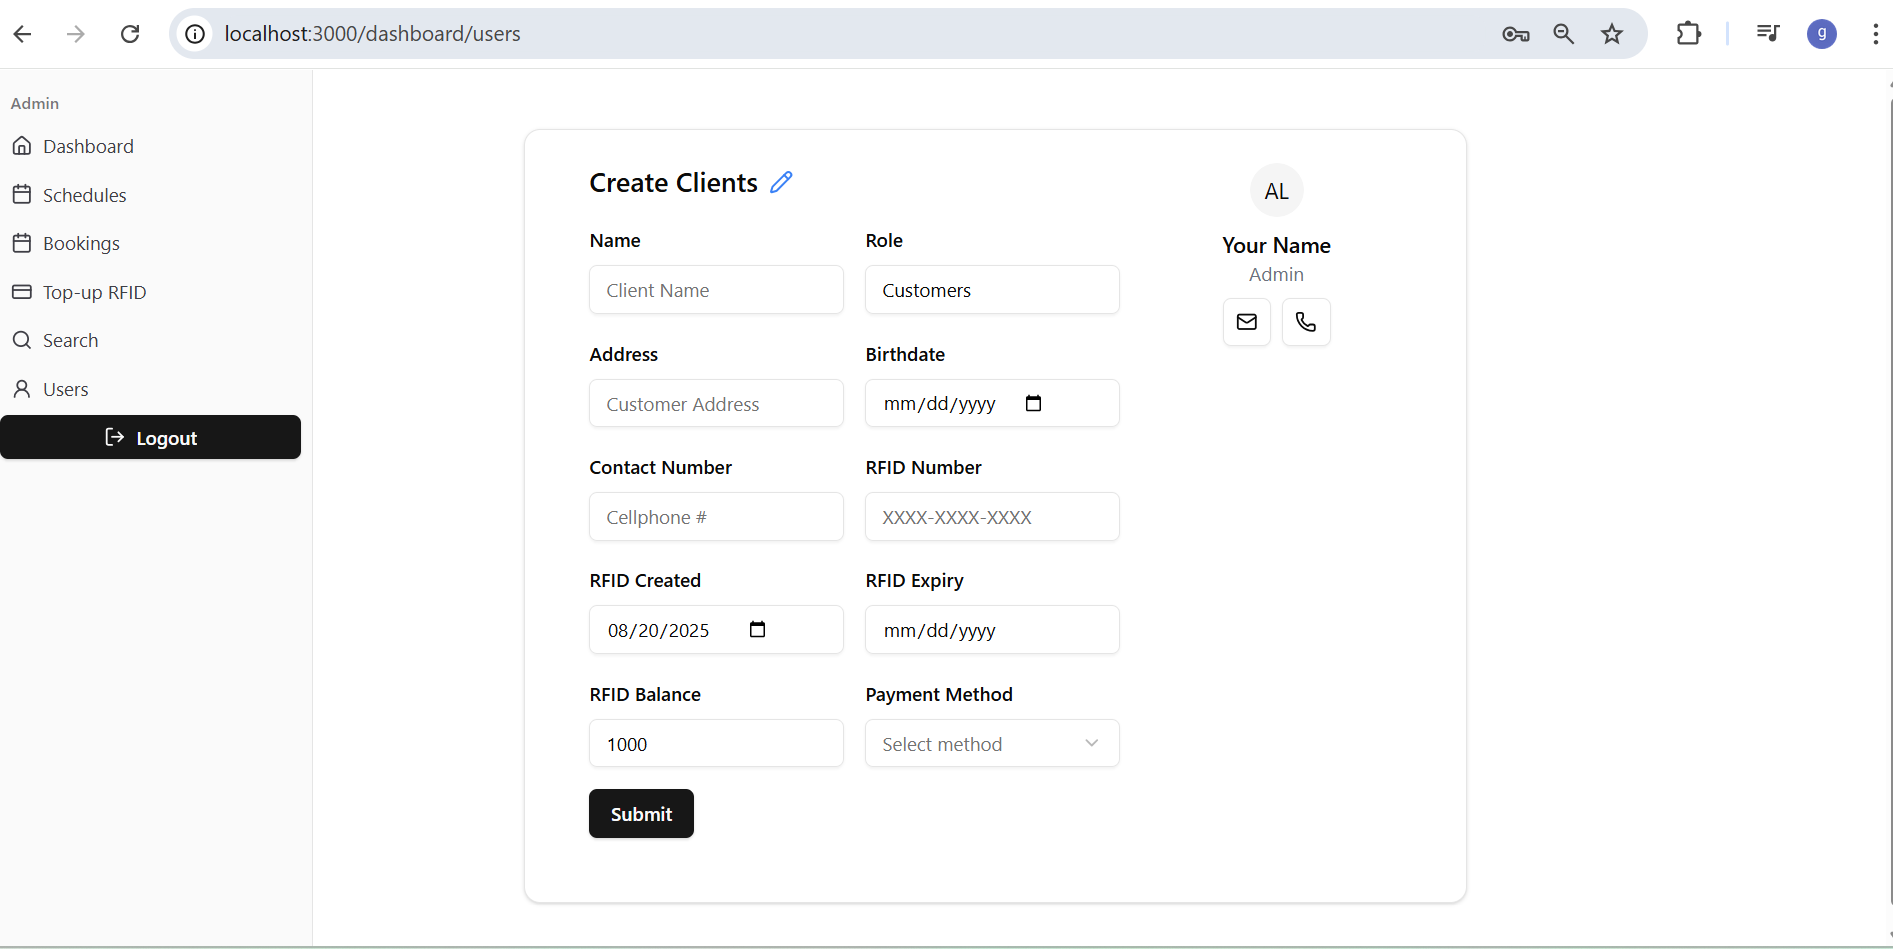 localhost:3000/dashboard/users
g
Admin
Dashboard
Schedules
Bookings
Top-up RFID
Search
Users
Logout
Create Clients
Name
Role
Client Name
Customers
Address
Birthdate
Customer Address
mm/dd/yyyy
Contact Number
RFID Number
Cellphone #
XXXX-XXXX-XXXX
RFID Created
RFID Expiry
08/20/2025
mm/dd/yyyy
RFID Balance
Payment Method
1000
Select method
Submit
AL
Your Name
Admin